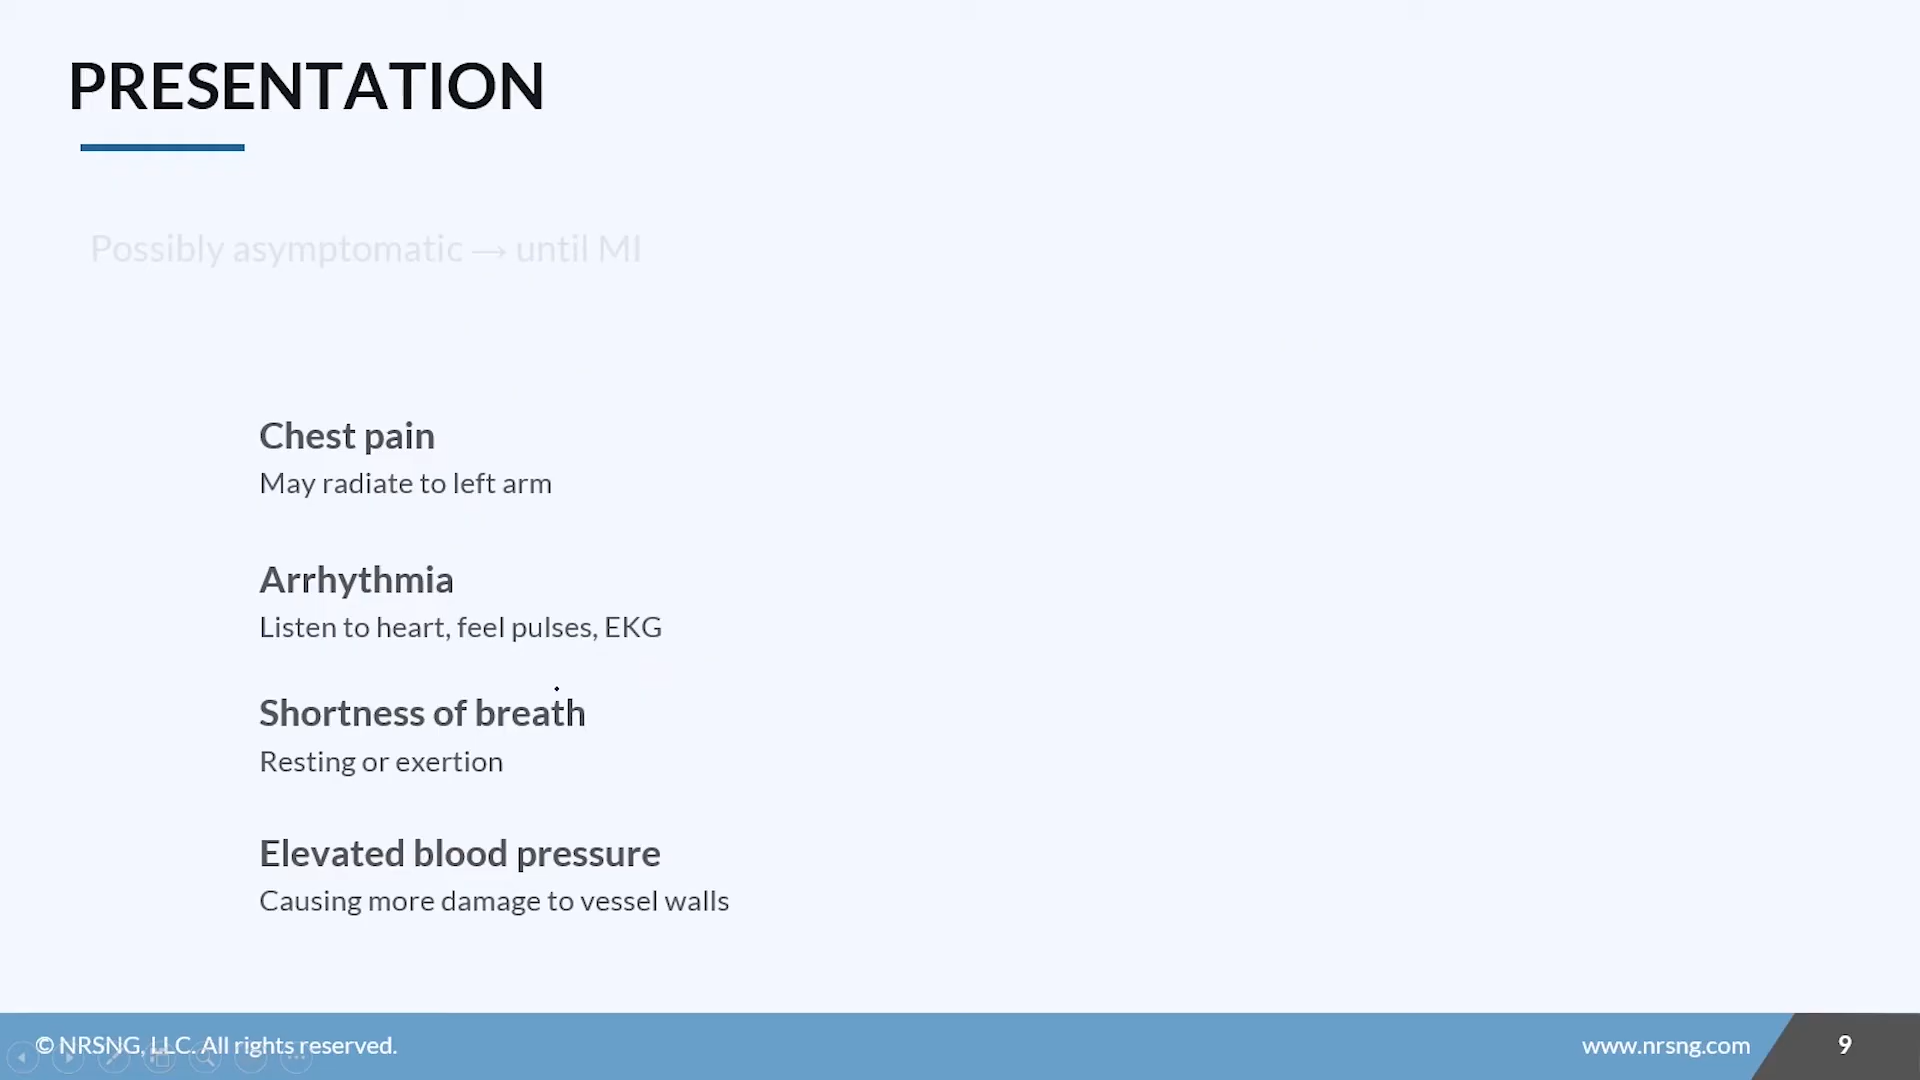 PRESENTATION
Possibly asymptomatic → until MI
Chest pain
May radiate to left arm
Arrhythmia
Listen to heart, feel pulses, EKG
Shortness of breath
Resting or exertion
Elevated blood pressure
Causing more damage to vessel walls
© NRSNG, LLC. All rights reserved.
www.nrsng.com
9